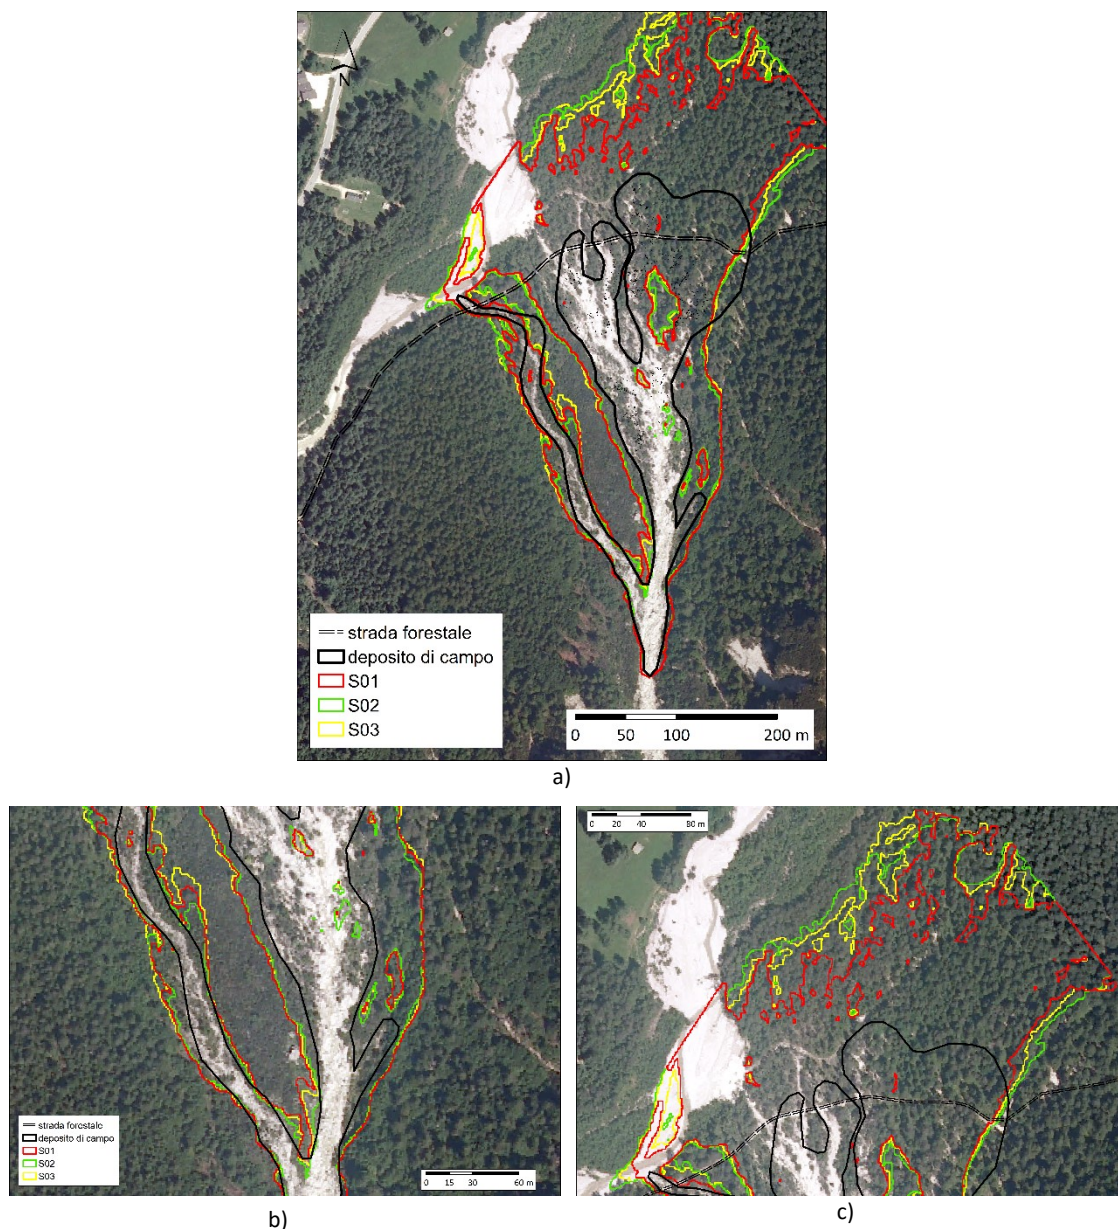 N
strada forestale
deposito di campo
S01
S02
S03
0 50 100 200 m
a)
0 20 40 80 m
strada forestale
deposito di campo
S01
S02
S03
0 15 30 60 m
b)
c)